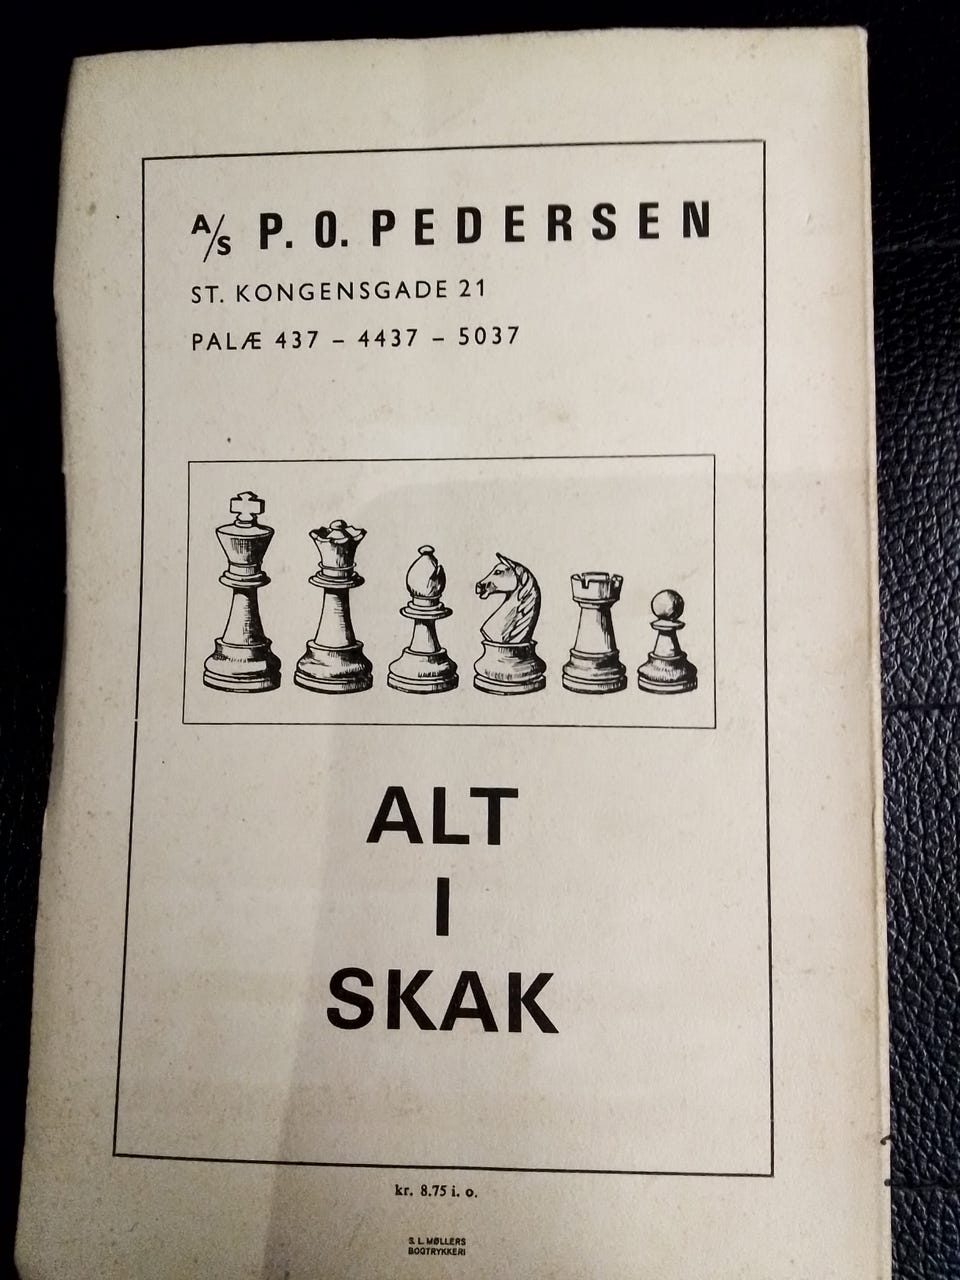 A/S P. O. PEDERSEN
ST. KONGENSGADE 21
PALÆ 437 – 4437 – 5037
ALT
I
SKAK
kr. 8.75 i. o.
S. L. MØLLERS
BOGTRYKKERI